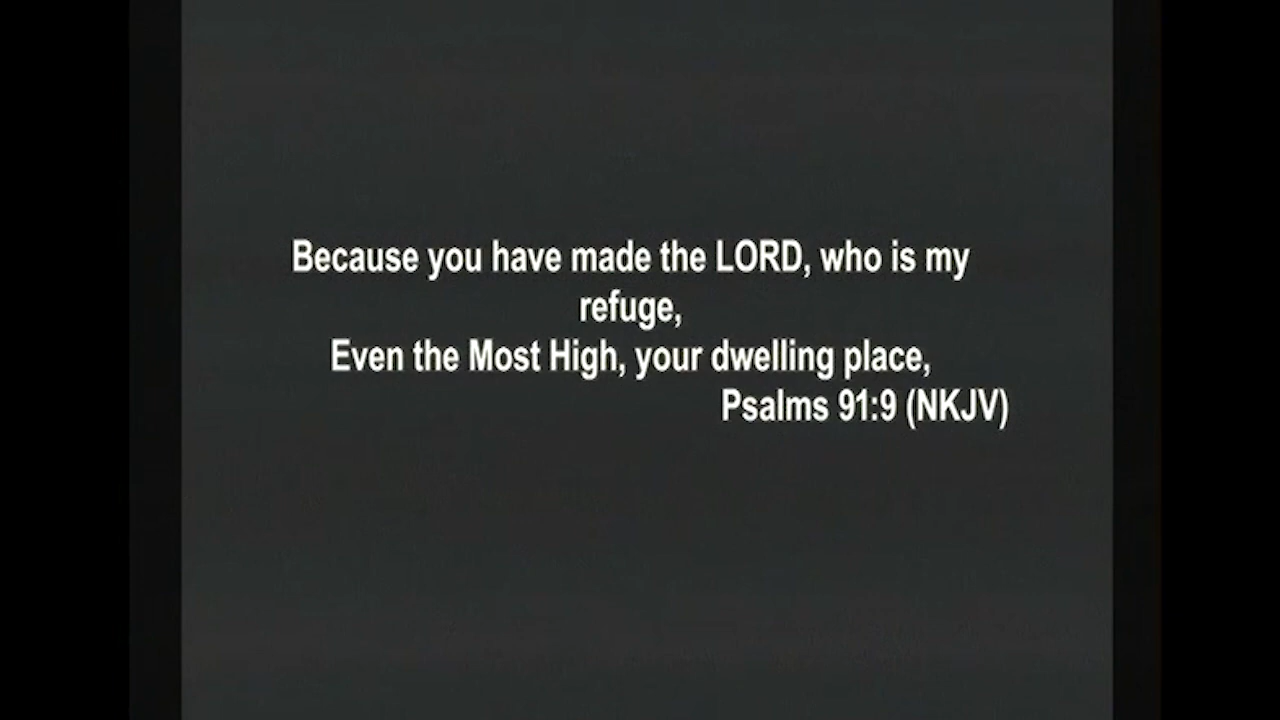 Because you have made the LORD, who is my
refuge,
Even the Most High, your dwelling place,
Psalms 91:9 (NKJV)